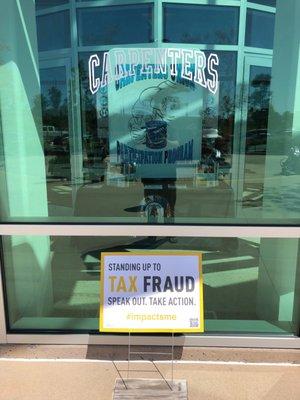 CARPENTERS
PARTICIPATION PROGRAM
STANDING UP TO
TAX FRAUD
SPEAK OUT. TAKE ACTION.
#impactsme